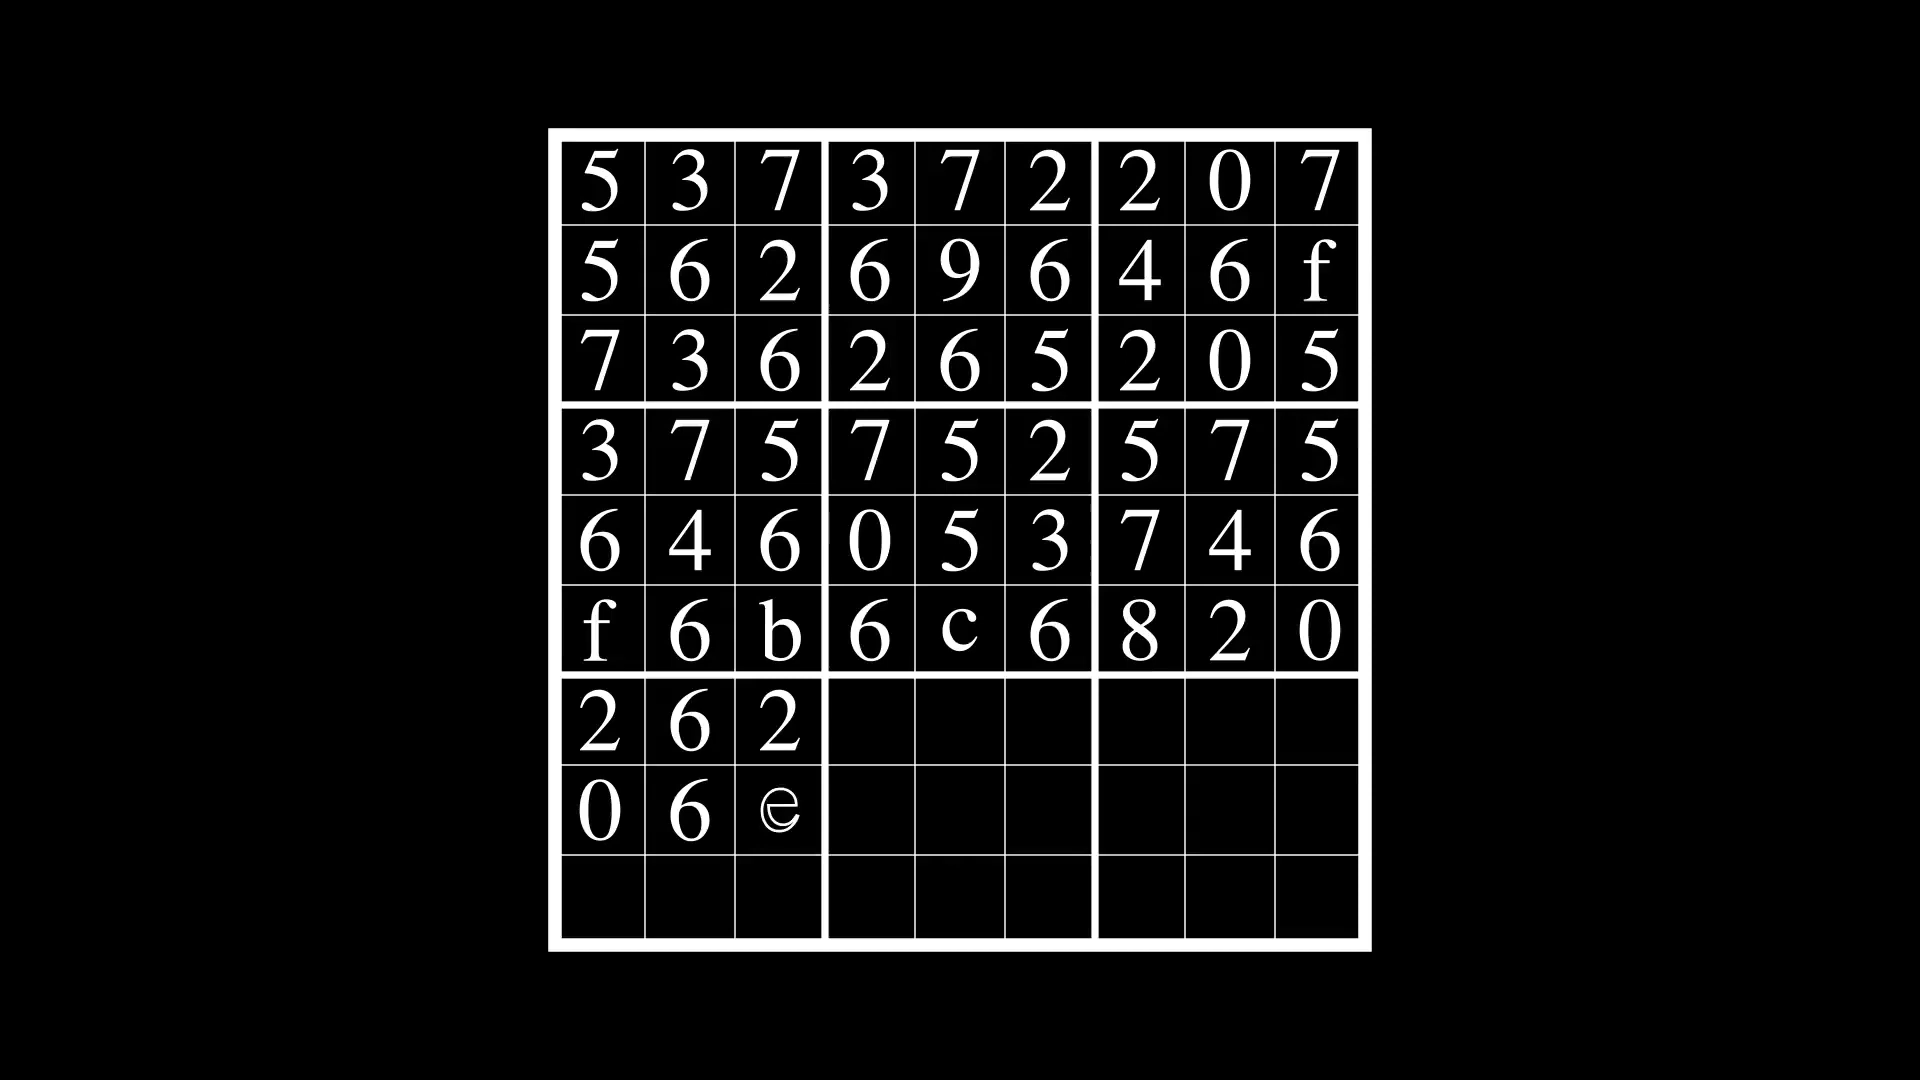 5 3 7 3 7 2 2 0 7
5 6 2 6 9 6 4 6 f
7 3 6 2 6 5 2 0 5
3 7 5 7 5 2 5 7 5
6 4 6 0 5 3 7 4 6
f 6 b 6 c 6 8 2 0
2 6 2
0 6 e